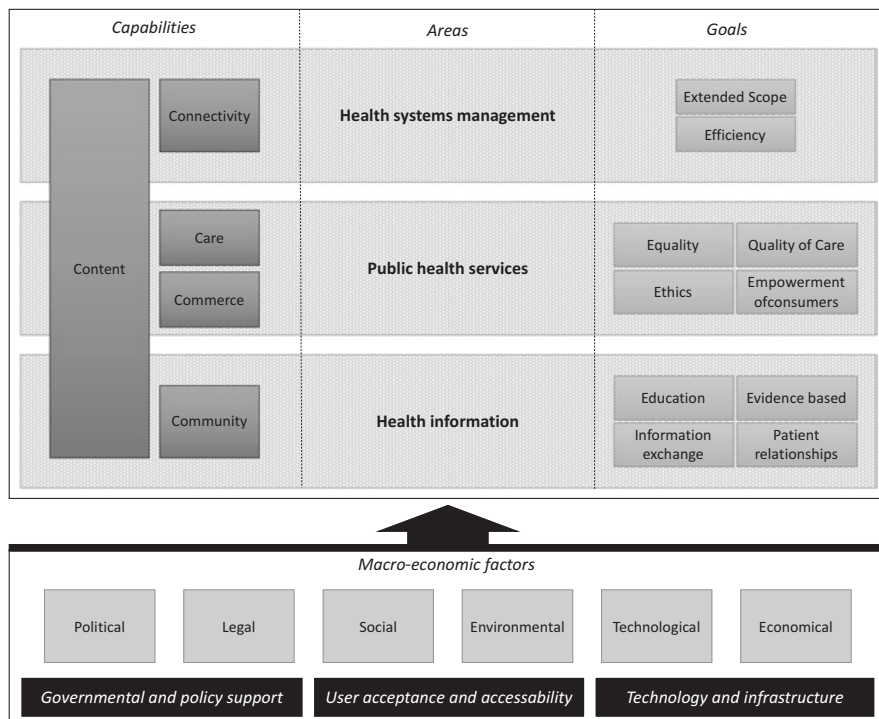 Capabilities
Areas
Goals
Content
Connectivity
Health systems management
Extended Scope
Efficiency
Care
Commerce
Public health services
Equality
Quality of Care
Ethics
Empowerment
ofconsumers
Community
Health information
Education
Evidence based
Information
exchange
Patient
relationships
Macro-economic factors
Political
Legal
Social
Environmental
Technological
Economical
Governmental and policy support
User acceptance and accessability
Technology and infrastructure